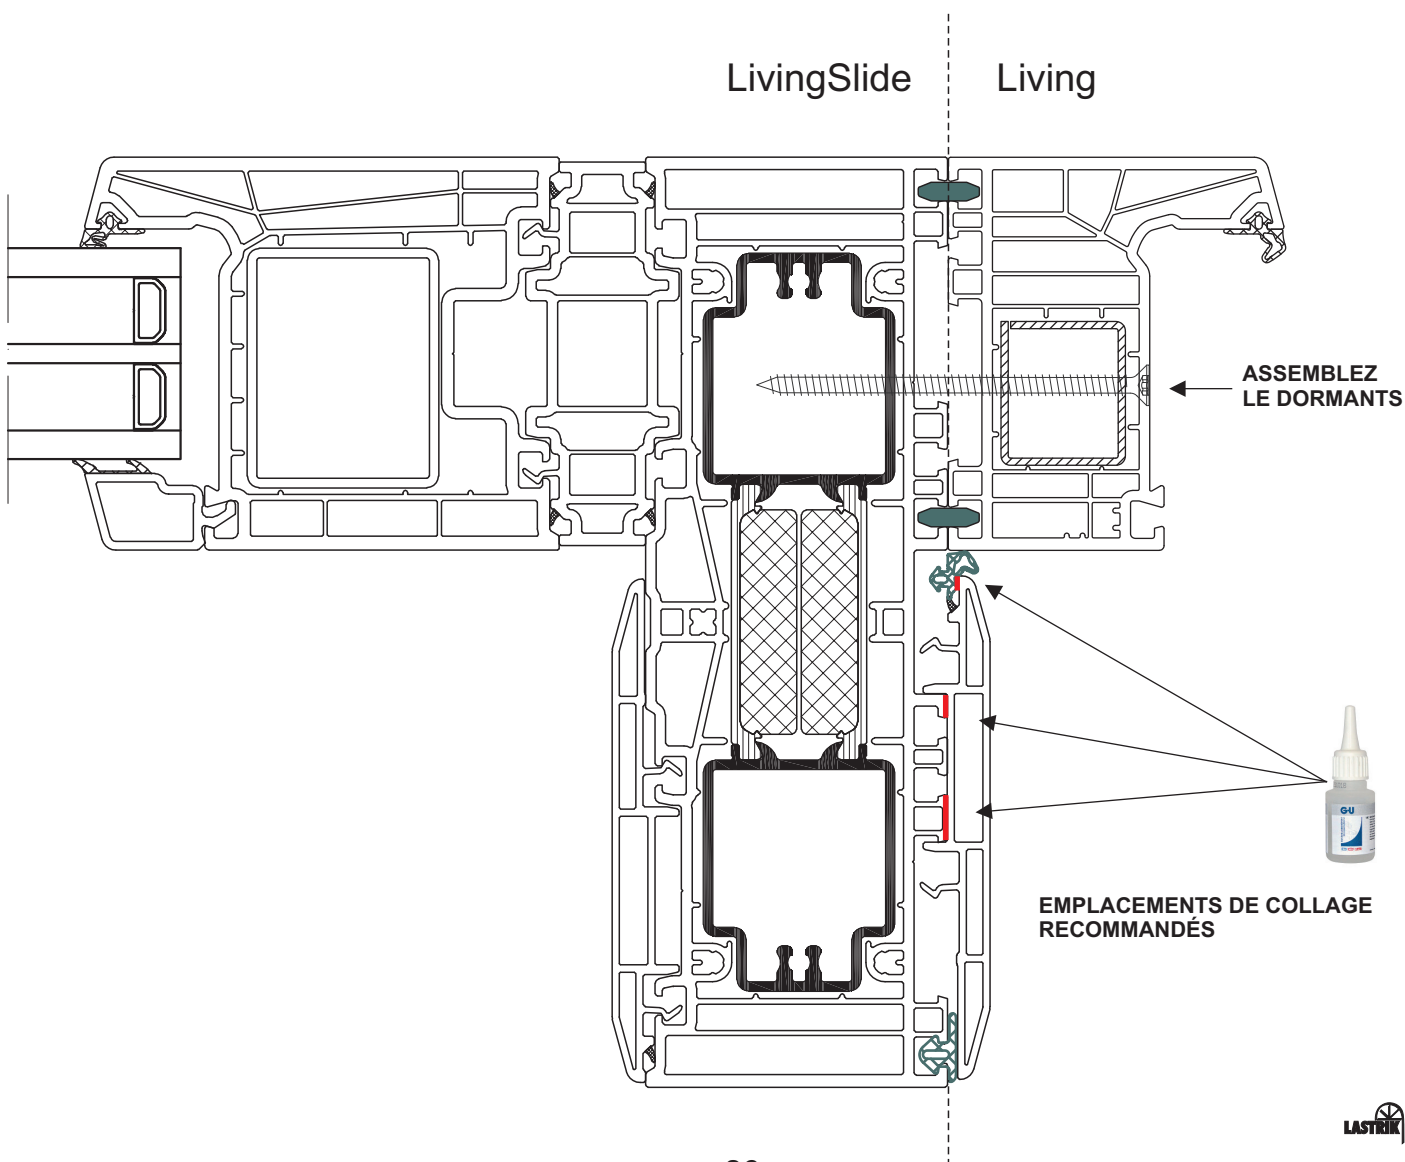 LivingSlide
Living
ASSEMBLEZ
LE DORMANTS
G-U
EMPLACEMENTS DE COLLAGE
RECOMMANDÉS
LASTRIK